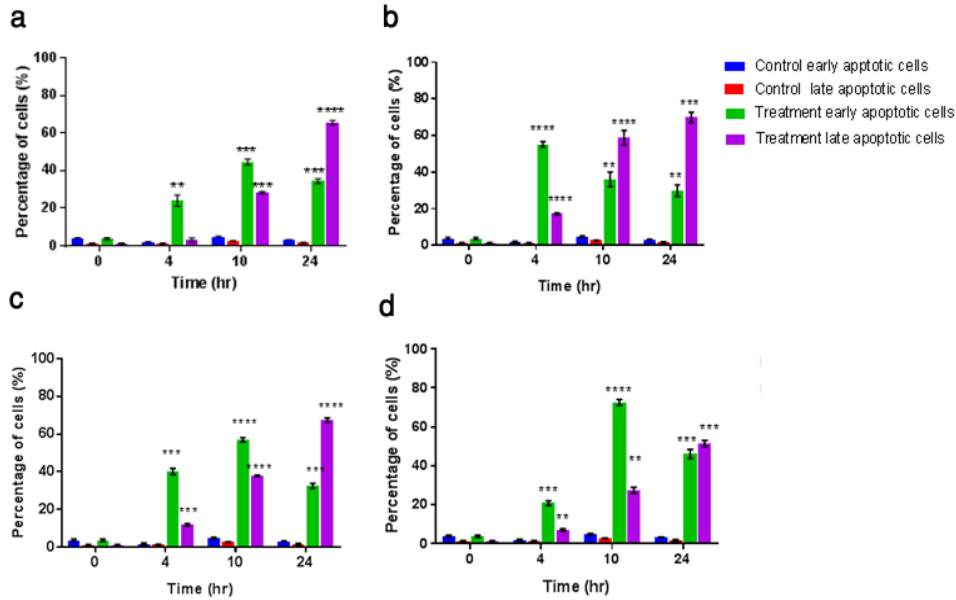 a
Percentage of cells (%)
100
80
60
40
20
0
**
***
***
***
****
0 4 10 24
Time (hr)
b
Percentage of cells (%)
100
80
60
40
20
0
****
****
**
****
**
***
0 4 10 24
Time (hr)
Control early apptotic cells
Control late apoptotic cells
Treatment early apoptotic cells
Treatment late apoptotic cells
c
Percentage of cells (%)
100
80
60
40
20
0
***
***
****
****
***
****
0 4 10 24
Time (hr)
d
Percentage of cells (%)
100
80
60
40
20
0
***
**
****
**
***
***
0 4 10 24
Time (hr)